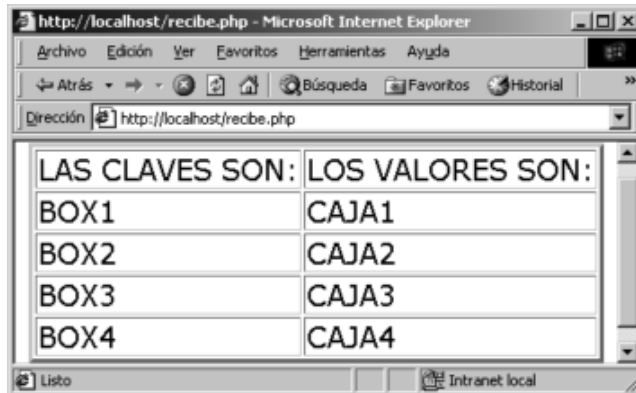 http://localhost/recibe.php - Microsoft Internet Explorer
Archivo Edición Ver Favoritos Herramientas Ayuda
Atrás Búsqueda Favoritos Historial »
Dirección http://localhost/recibe.php
LAS CLAVES SON: LOS VALORES SON:
BOX1 CAJA1
BOX2 CAJA2
BOX3 CAJA3
BOX4 CAJA4
Listo Intranet local